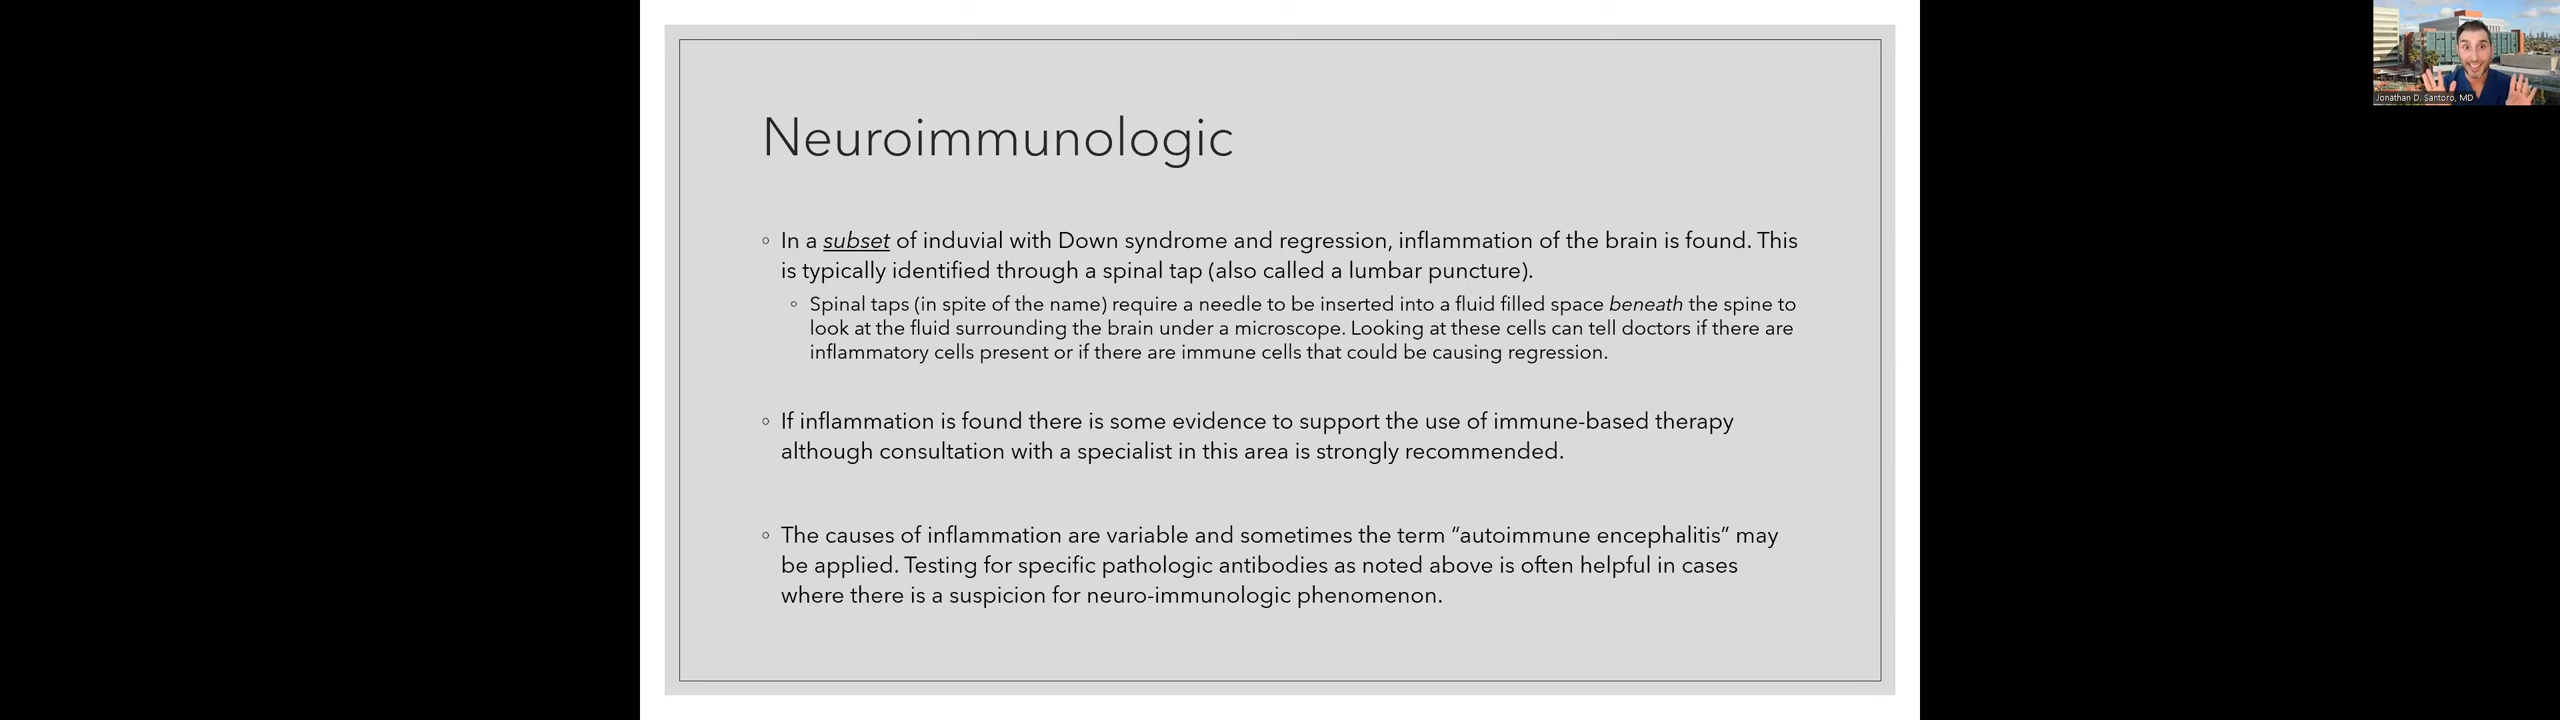 Neuroimmunologic
◦ In a subset of induvial with Down syndrome and regression, inflammation of the brain is found. This
is typically identified through a spinal tap (also called a lumbar puncture).
◦ Spinal taps (in spite of the name) require a needle to be inserted into a fluid filled space beneath the spine to
look at the fluid surrounding the brain under a microscope. Looking at these cells can tell doctors if there are
inflammatory cells present or if there are immune cells that could be causing regression.
◦ If inflammation is found there is some evidence to support the use of immune-based therapy
although consultation with a specialist in this area is strongly recommended.
◦ The causes of inflammation are variable and sometimes the term “autoimmune encephalitis” may
be applied. Testing for specific pathologic antibodies as noted above is often helpful in cases
where there is a suspicion for neuro-immunologic phenomenon.
Jonathan D. Santoro, MD